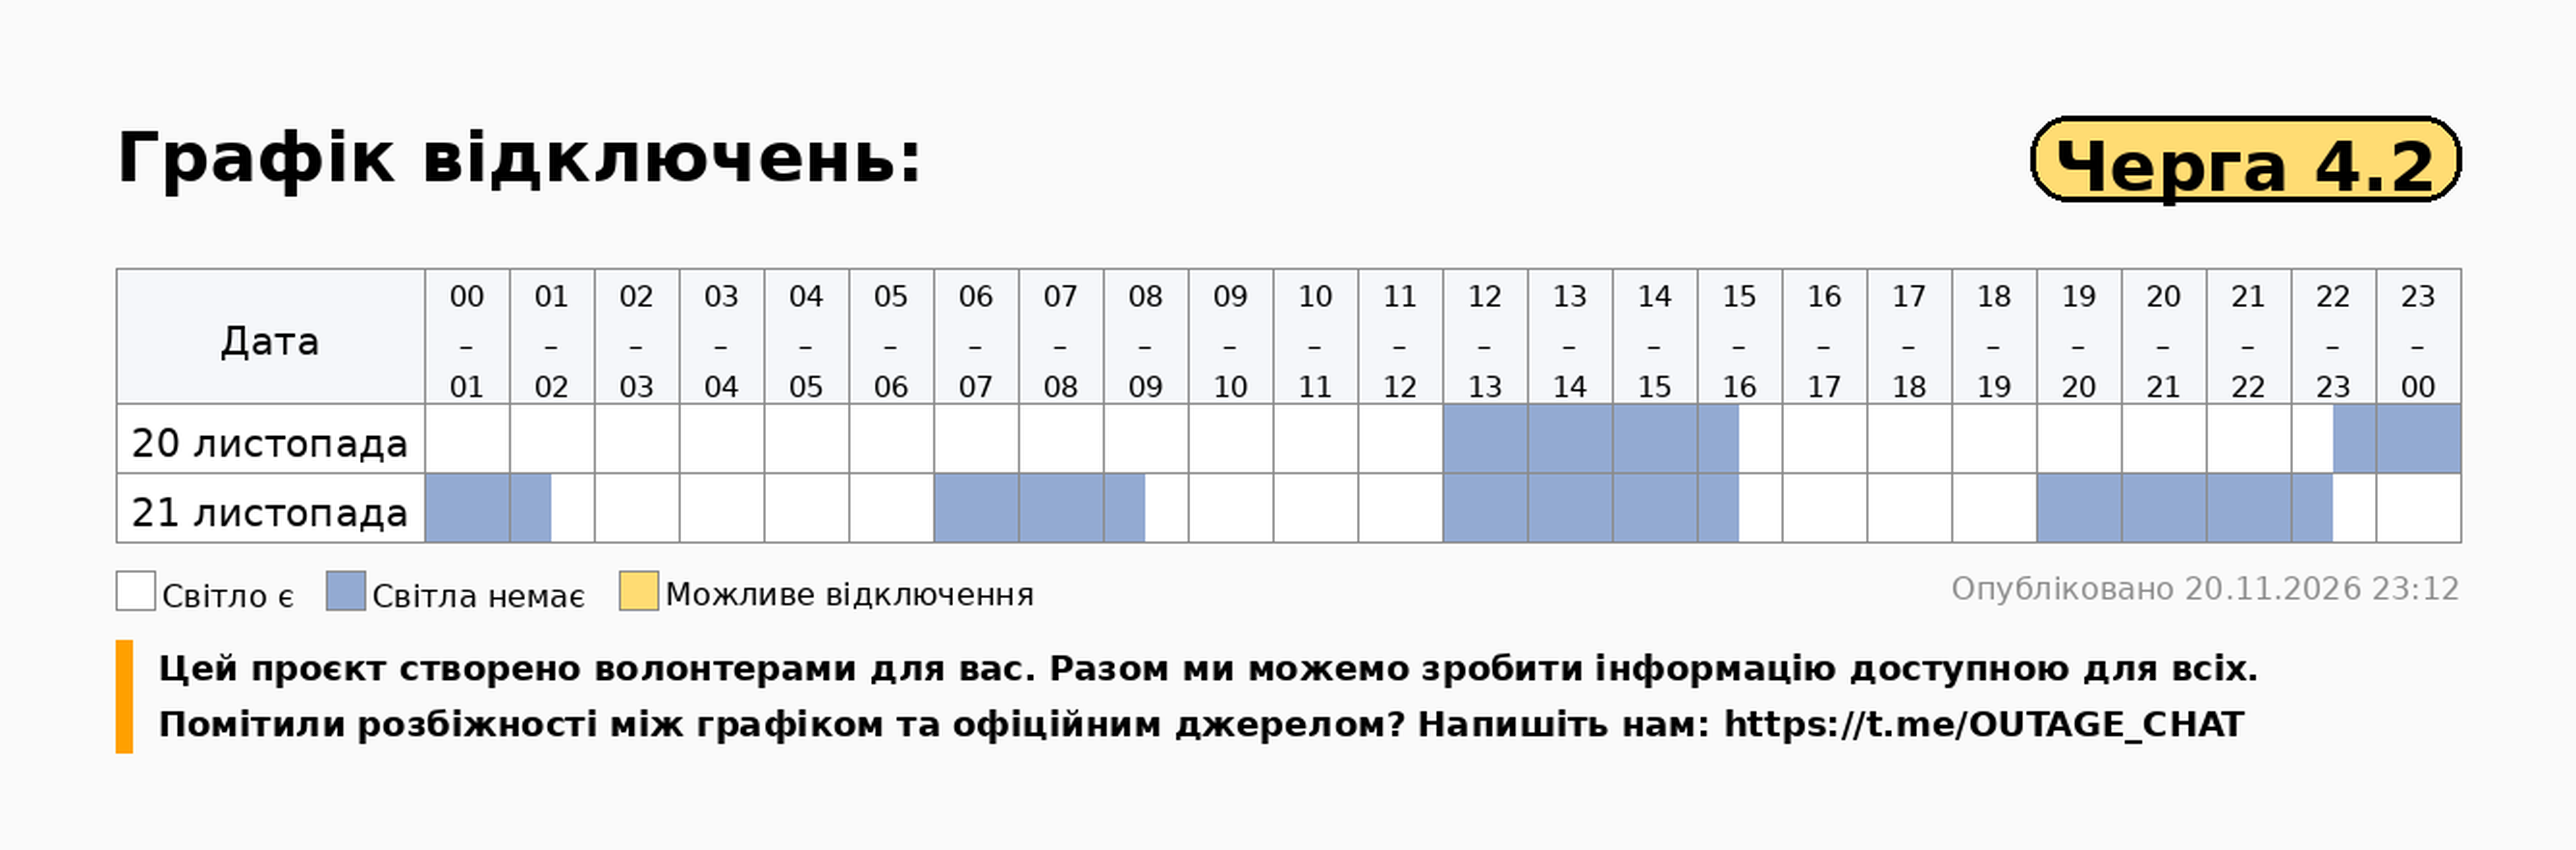 Графік відключень:
Черга 4.2
Дата
00 – 01
01 – 02
02 – 03
03 – 04
04 – 05
05 – 06
06 – 07
07 – 08
08 – 09
09 – 10
10 – 11
11 – 12
12 – 13
13 – 14
14 – 15
15 – 16
16 – 17
17 – 18
18 – 19
19 – 20
20 – 21
21 – 22
22 – 23
23 – 00
20 листопада
21 листопада
Світло є
Світла немає
Можливе відключення
Опубліковано 20.11.2026 23:12
Цей проєкт створено волонтерами для вас. Разом ми можемо зробити інформацію доступною для всіх.
Помітили розбіжності між графіком та офіційним джерелом? Напишіть нам: https://t.me/OUTAGE_CHAT